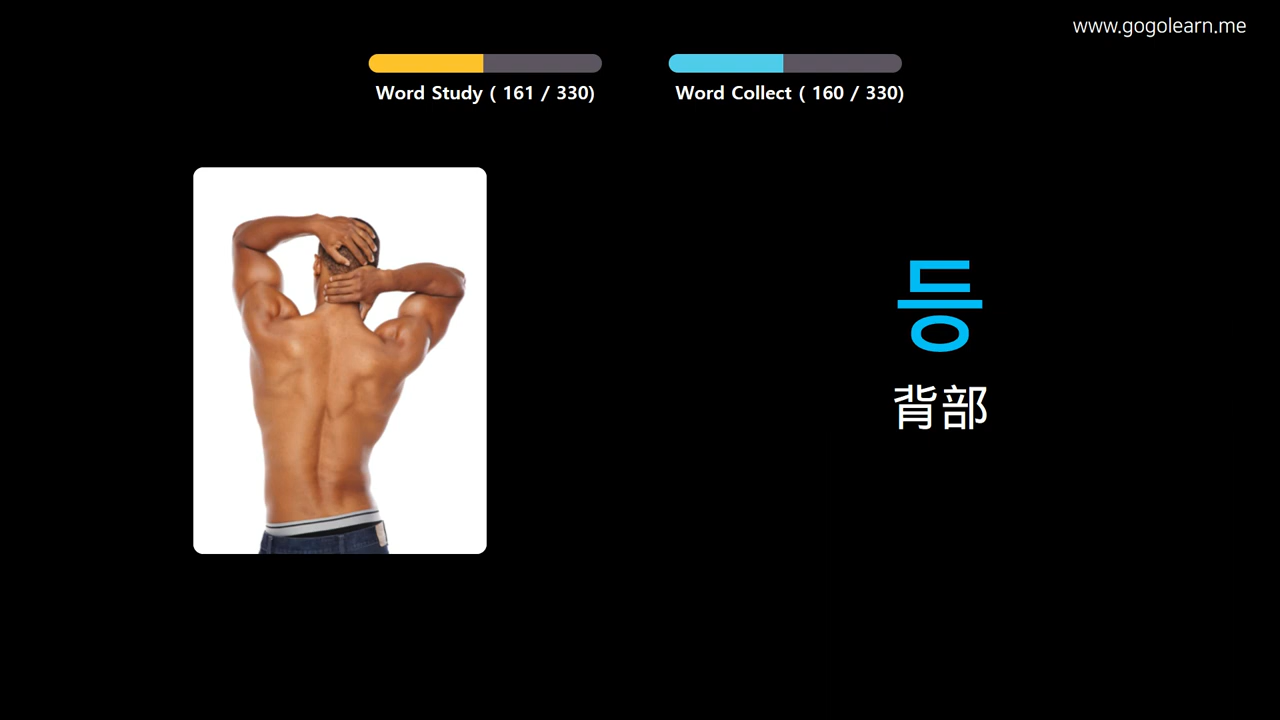 www.gogolearn.me
Word Study ( 161 / 330)
Word Collect ( 160 / 330)
등
背部